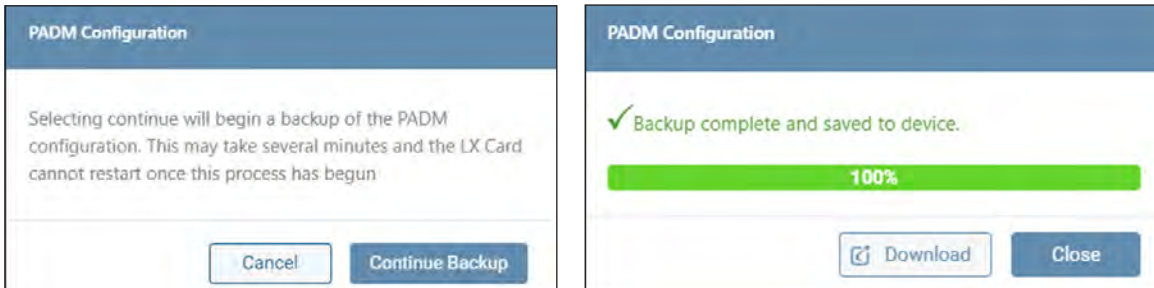 PADM Configuration
Selecting continue will begin a backup of the PADM
configuration. This may take several minutes and the LX Card
cannot restart once this process has begun
Cancel
Continue Backup
PADM Configuration
✓Backup complete and saved to device.
100%
Download
Close